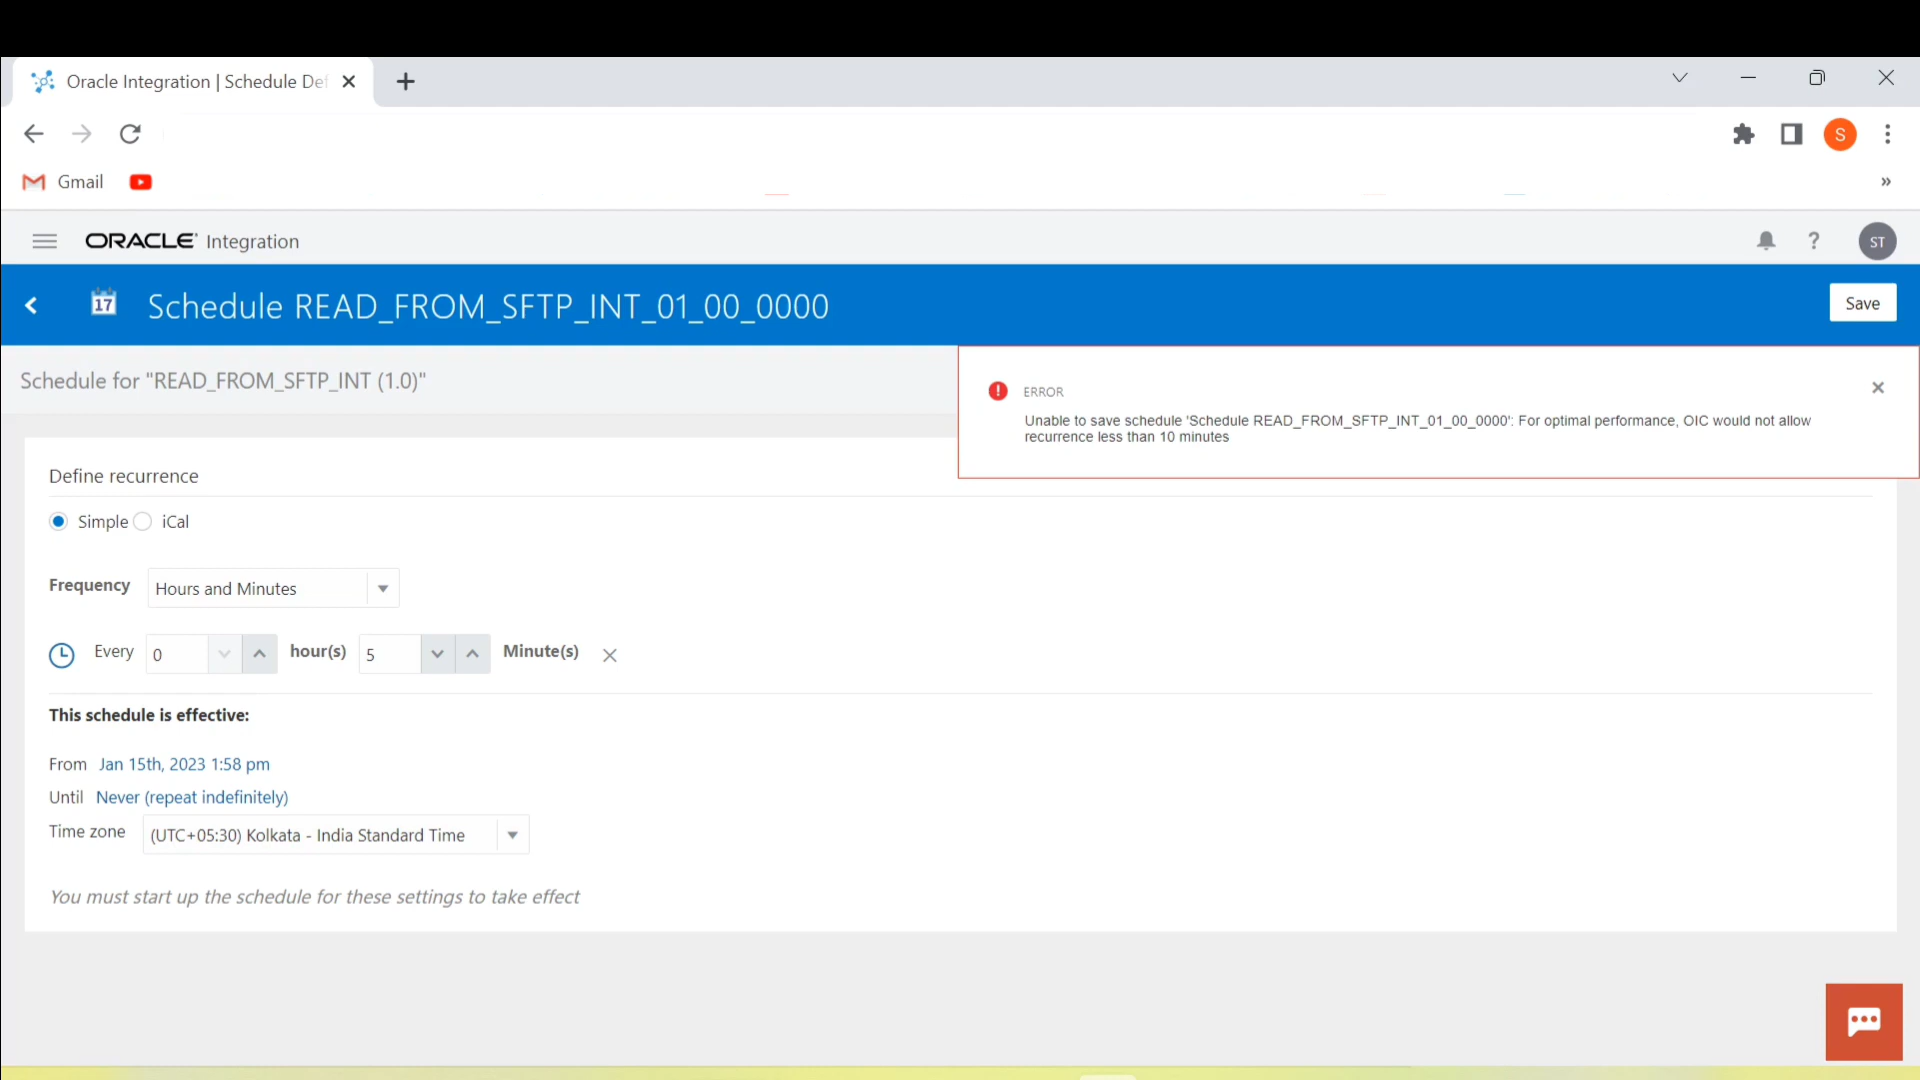 Oracle Integration | Schedule Def
Gmail
»
ORACLE Integration
? ST
17 Schedule READ_FROM_SFTP_INT_01_00_0000 Save
Schedule for "READ_FROM_SFTP_INT (1.0)"
ERROR
Unable to save schedule 'Schedule READ_FROM_SFTP_INT_01_00_0000': For optimal performance, OIC would not allow
recurrence less than 10 minutes
Define recurrence
Simple iCal
Frequency Hours and Minutes
Every 0 hour(s) 5 Minute(s)
This schedule is effective:
From Jan 15th, 2023 1:58 pm
Until Never (repeat indefinitely)
Time zone (UTC+05:30) Kolkata - India Standard Time
You must start up the schedule for these settings to take effect
S